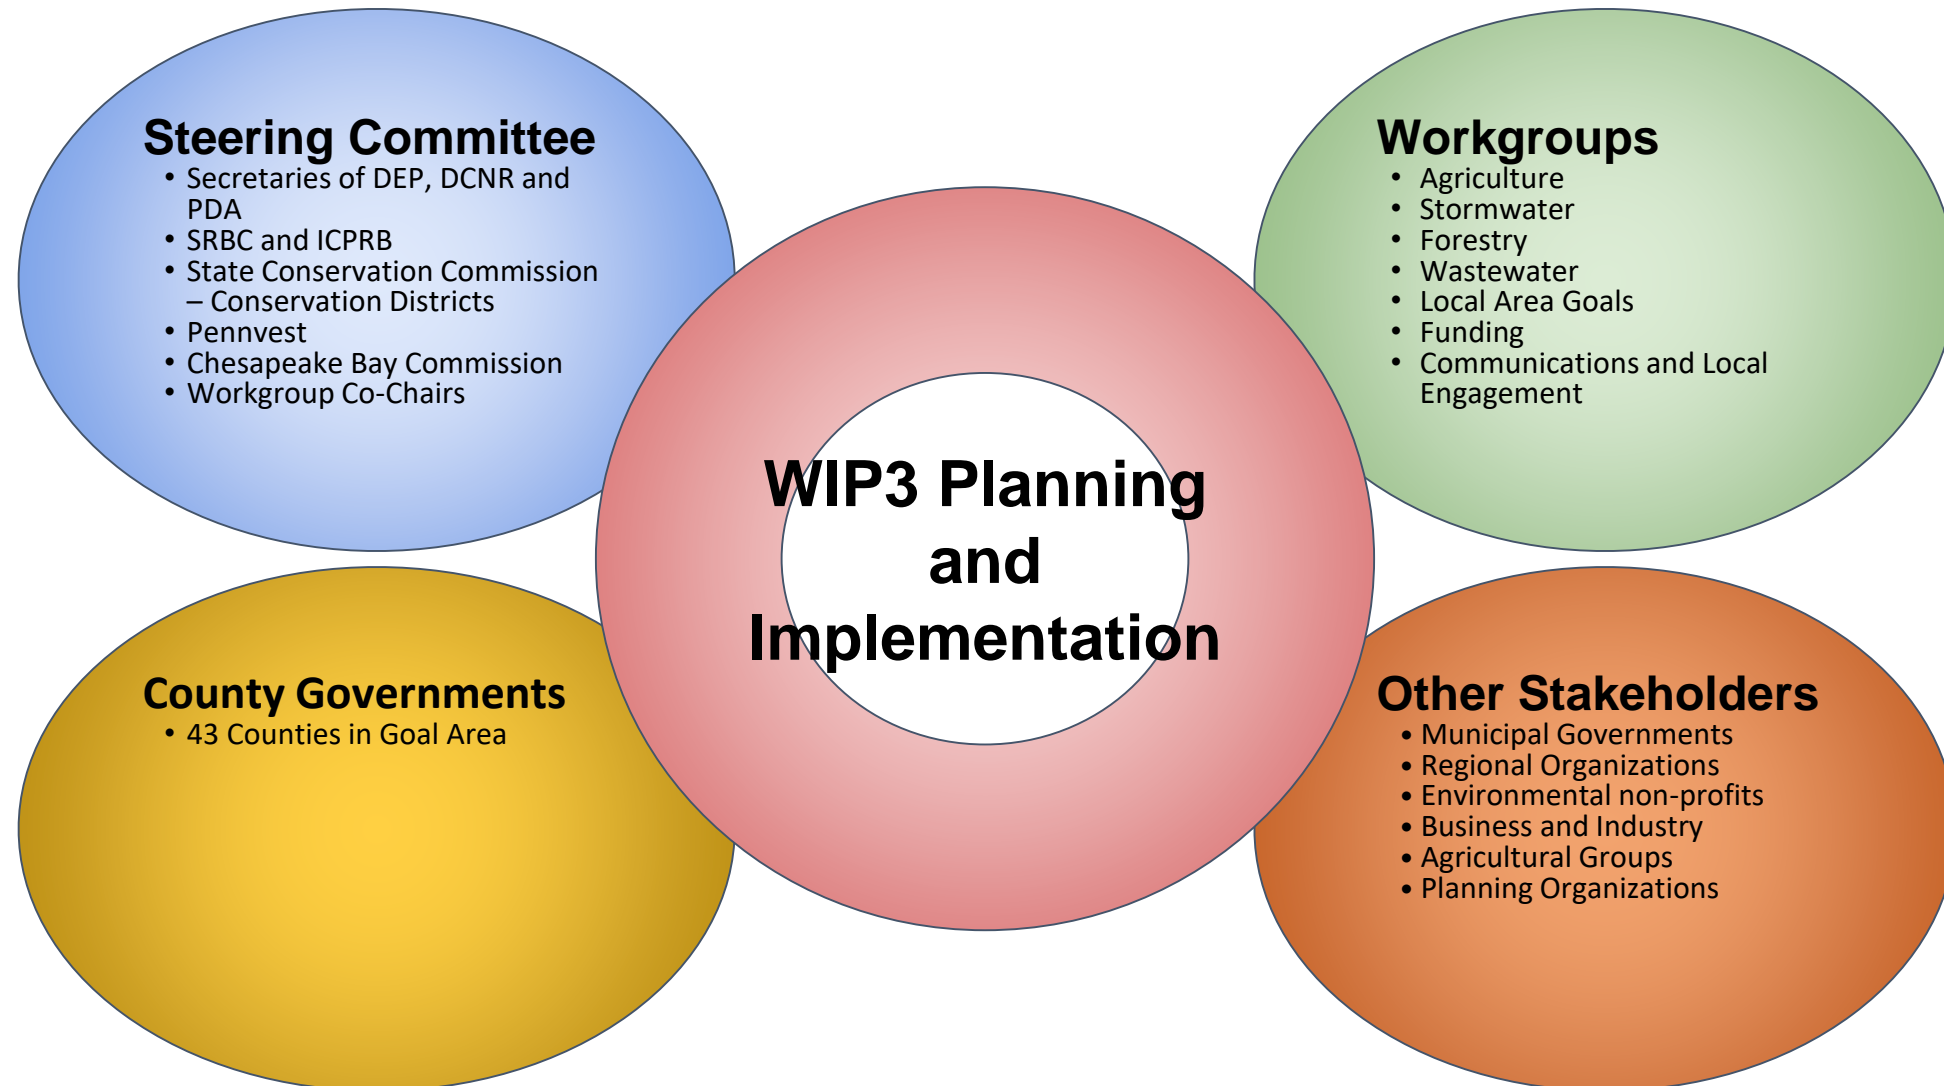 Steering Committee
• Secretaries of DEP, DCNR and
PDA
• SRBC and ICPRB
• State Conservation Commission
– Conservation Districts
• Pennvest
• Chesapeake Bay Commission
• Workgroup Co-Chairs
Workgroups
• Agriculture
• Stormwater
• Forestry
• Wastewater
• Local Area Goals
• Funding
• Communications and Local
Engagement
WIP3 Planning
and
Implementation
County Governments
• 43 Counties in Goal Area
Other Stakeholders
• Municipal Governments
• Regional Organizations
• Environmental non-profits
• Business and Industry
• Agricultural Groups
• Planning Organizations